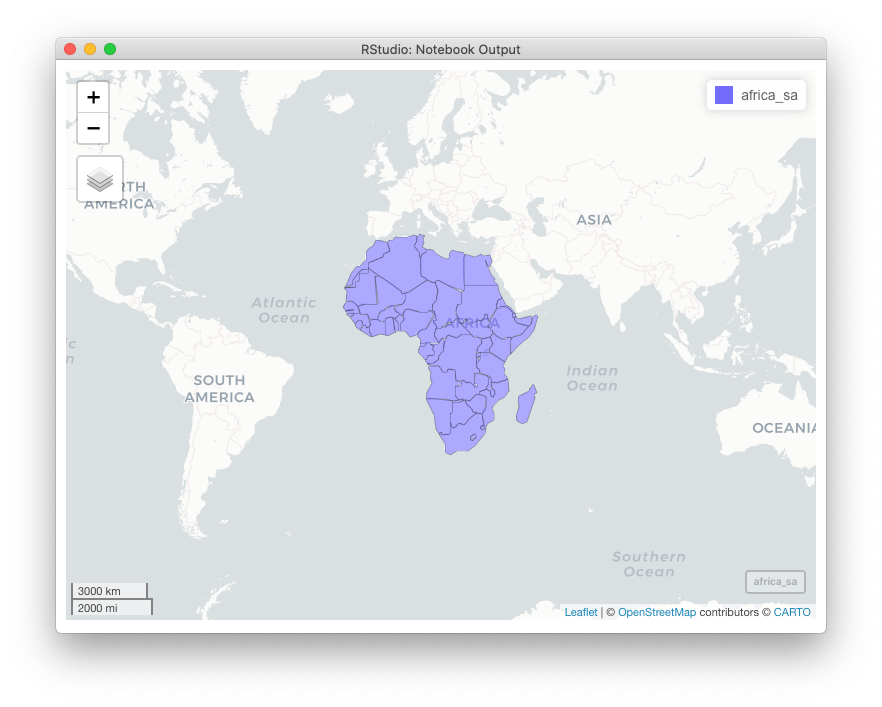 RStudio: Notebook Output
+
africa_sa
−
RTH
AMERICA
ASIA
Atlantic
Ocean
AFRICA
ic
n
Indian
Ocean
SOUTH
AMERICA
OCEANIA
Southern
Ocean
africa_sa
3000 km
2000 mi
Leaflet | © OpenStreetMap contributors © CARTO